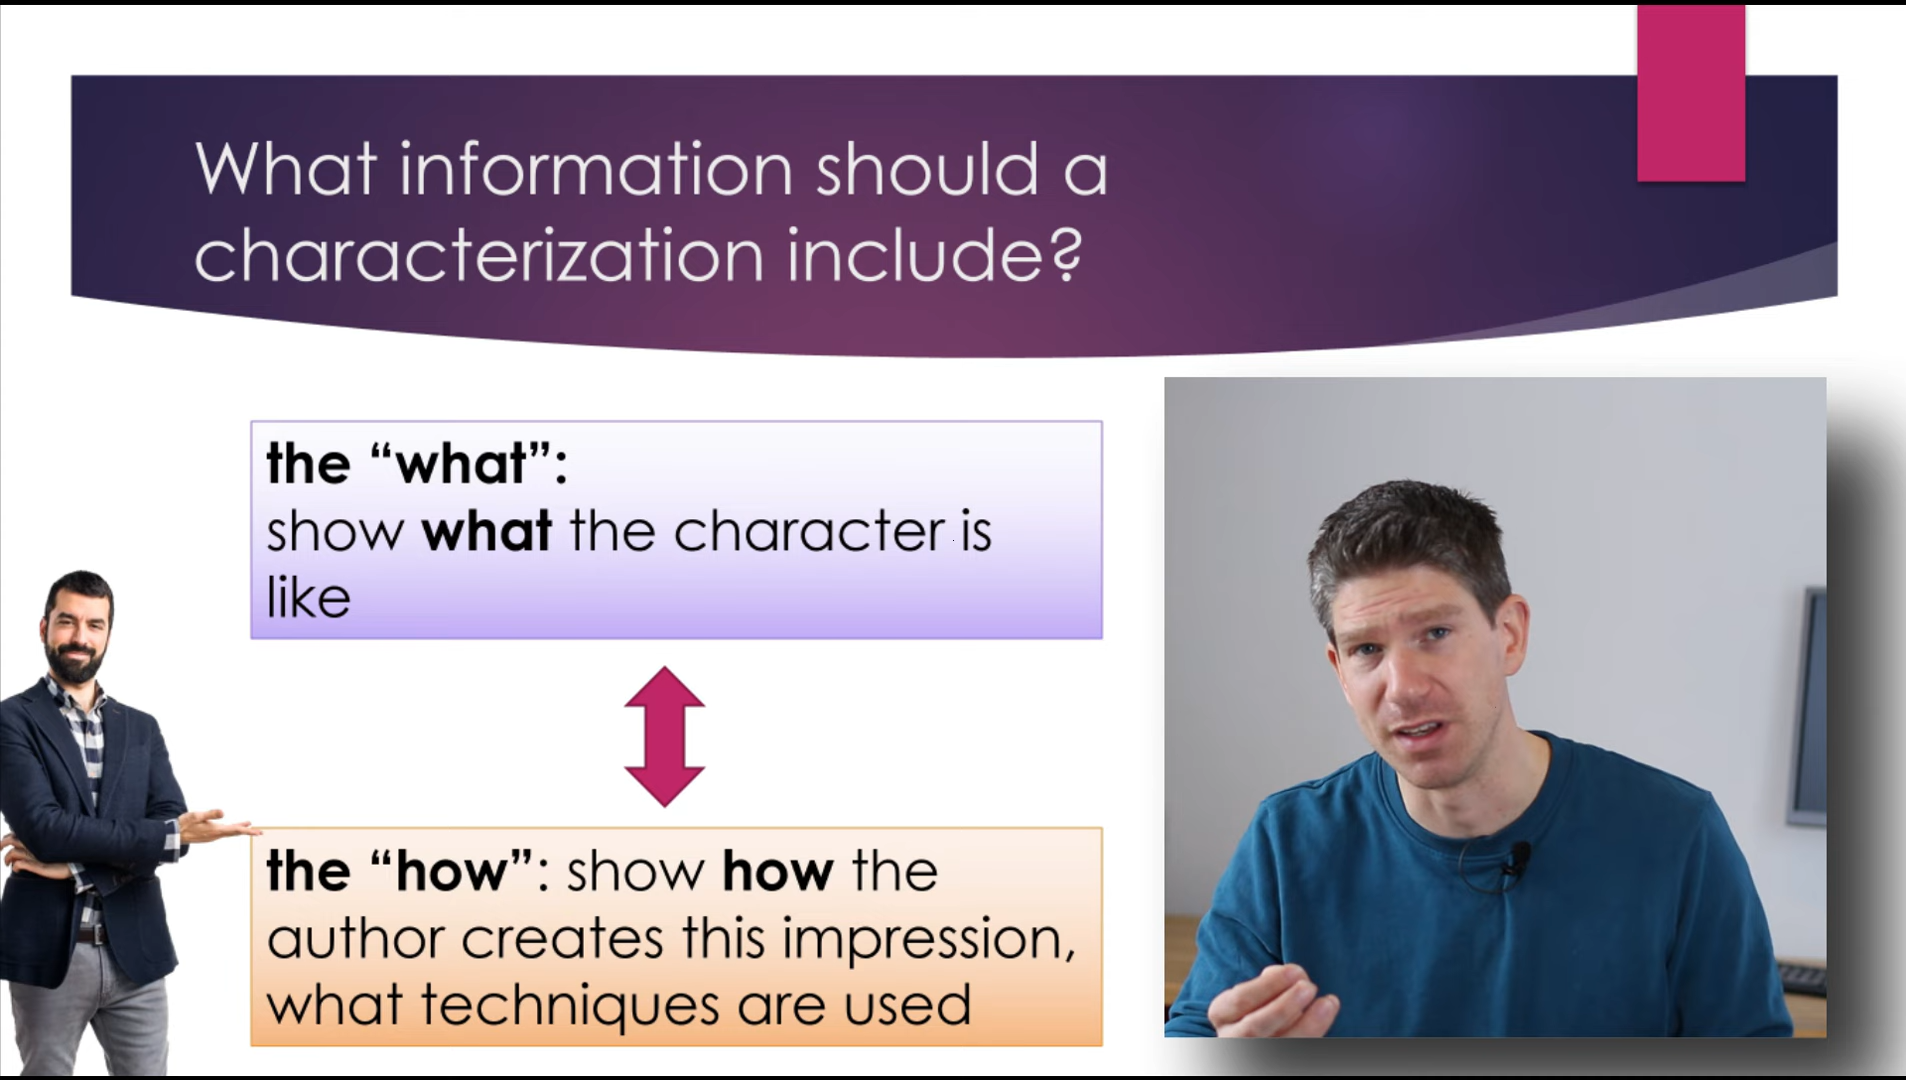 What information should a
characterization include?
the “what”:
show what the character is
like
the “how”: show how the
author creates this impression,
what techniques are used